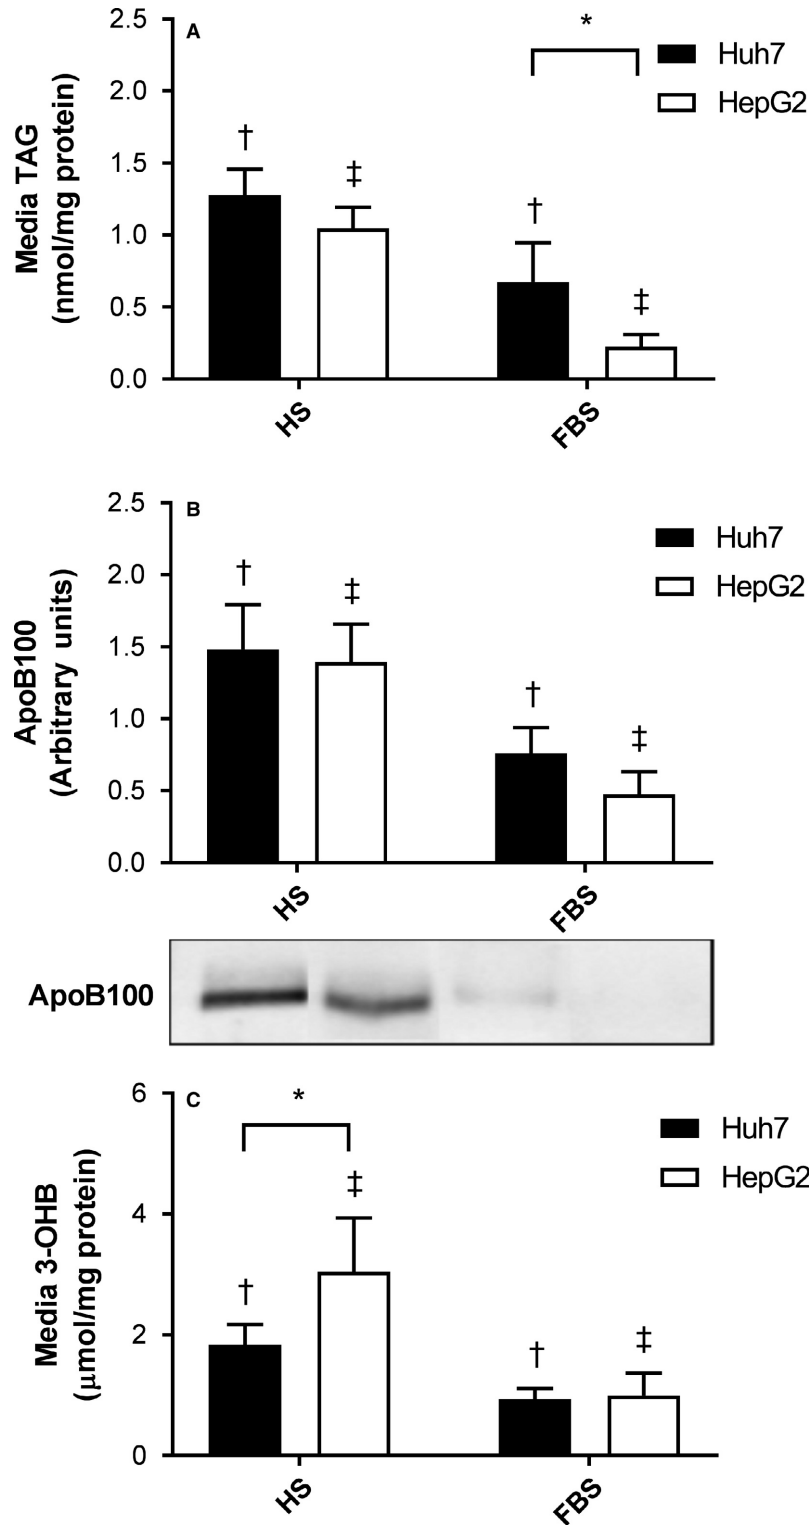 A
2.5
2.0
1.5
1.0
0.5
0.0
Media TAG
(nmol/mg protein)
†
‡
†
‡
*
Huh7
HepG2
HS
FBS
B
2.5
2.0
1.5
1.0
0.5
0.0
ApoB100
(Arbitrary units)
†
‡
†
‡
Huh7
HepG2
HS
FBS
ApoB100
C
6
4
2
0
Media 3-OHB
(μmol/mg protein)
*
†
‡
†
‡
Huh7
HepG2
HS
FBS